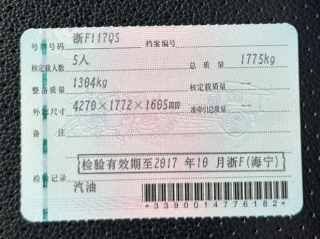 号牌号码 浙F117QS 档案编号
核定载人数 5人 总质量 1775kg
整备质量 1304kg 核定载质量 --
外廓尺寸 4270×1772×1605mm 准牵引总质量 --
备注
检验有效期至2017年10月浙F(海宁)
检验记录
汽油
*3390014776182*